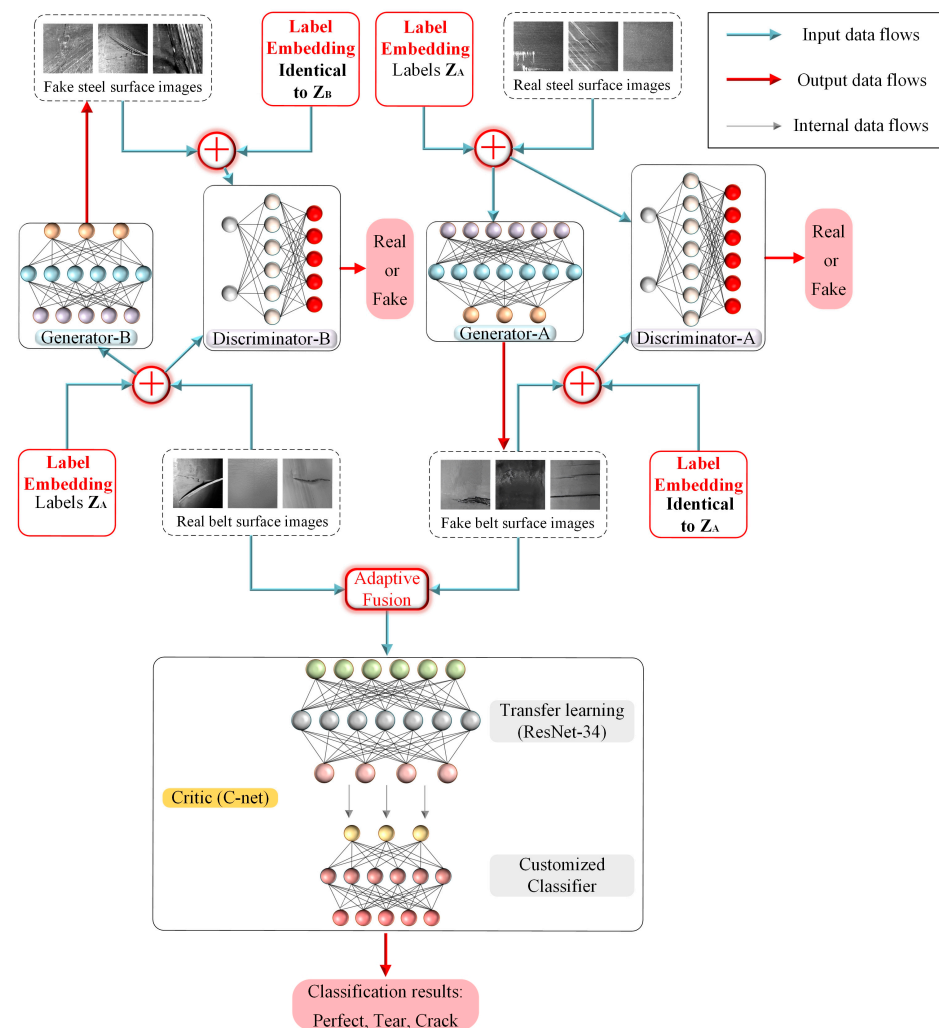 Fake steel surface images
Label
Embedding
Identical
to ZB
Label
Embedding
Labels ZA
Real steel surface images
Input data flows
Output data flows
Internal data flows
Generator-B
Discriminator-B
Real
or
Fake
Generator-A
Discriminator-A
Real
or
Fake
Label
Embedding
Labels ZA
Real belt surface images
Fake belt surface images
Label
Embedding
Identical
to ZA
Adaptive
Fusion
Transfer learning
(ResNet-34)
Critic (C-net)
Customized
Classifier
Classification results:
Perfect, Tear, Crack